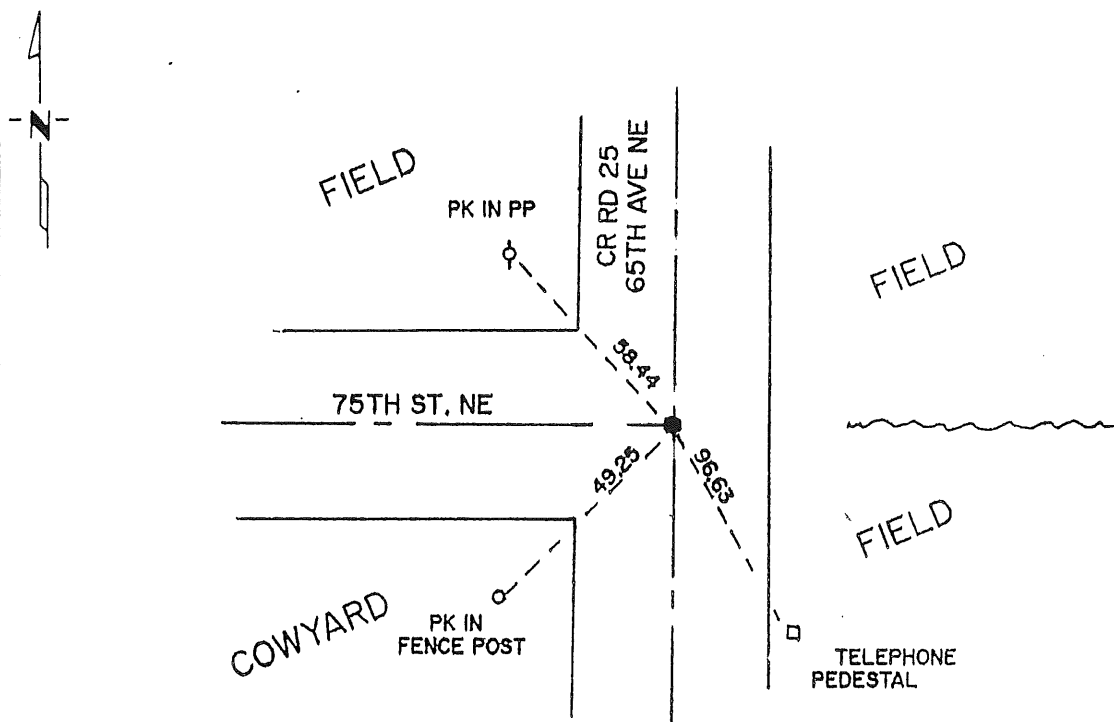 N
FIELD
PK IN PP
CR RD 25
65TH AVE NE
FIELD
58.44
75TH ST. NE
49.25
96.63
FIELD
COWYARD
PK IN
FENCE POST
TELEPHONE
PEDESTAL